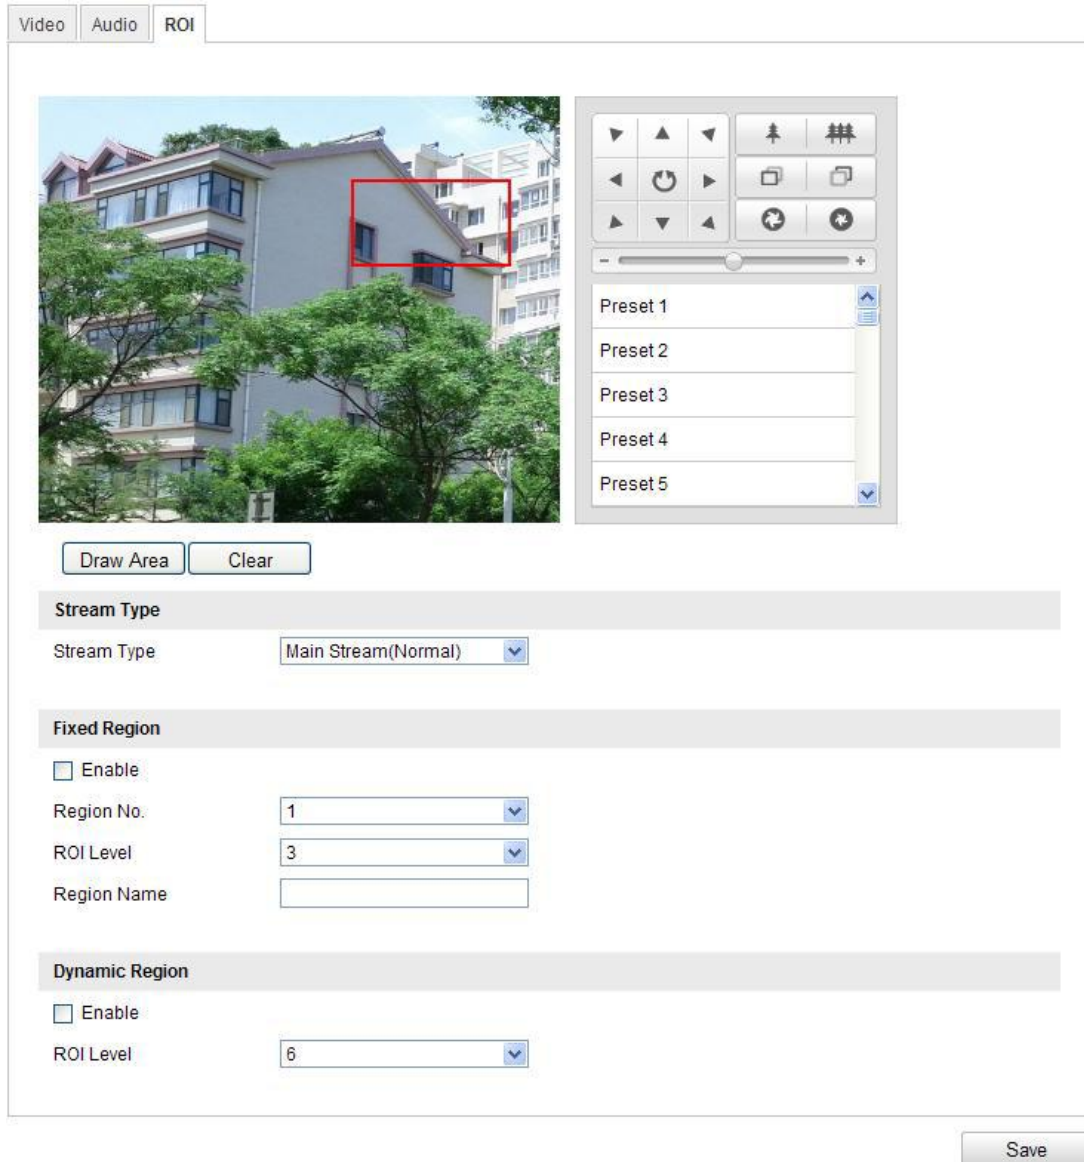 Video Audio ROI
Preset 1
Preset 2
Preset 3
Preset 4
Preset 5
Draw Area Clear
Stream Type
Stream Type Main Stream(Normal)
Fixed Region
Enable
Region No. 1
ROI Level 3
Region Name
Dynamic Region
Enable
ROI Level 6
Save